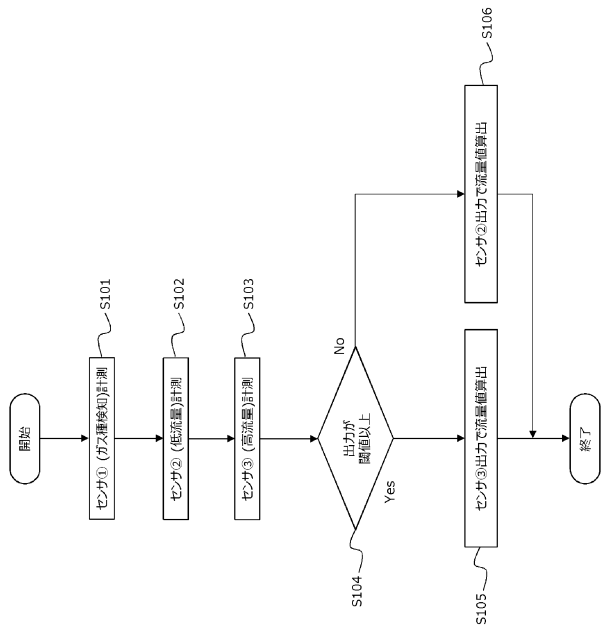 開始
センサ① (ガス種検知)計測
S101
センサ② (低流量)計測
S102
センサ③ (高流量)計測
S103
出力が
閾値以上
S104
No
Yes
センサ③出力で流量値算出
S105
センサ②出力で流量値算出
S106
終了